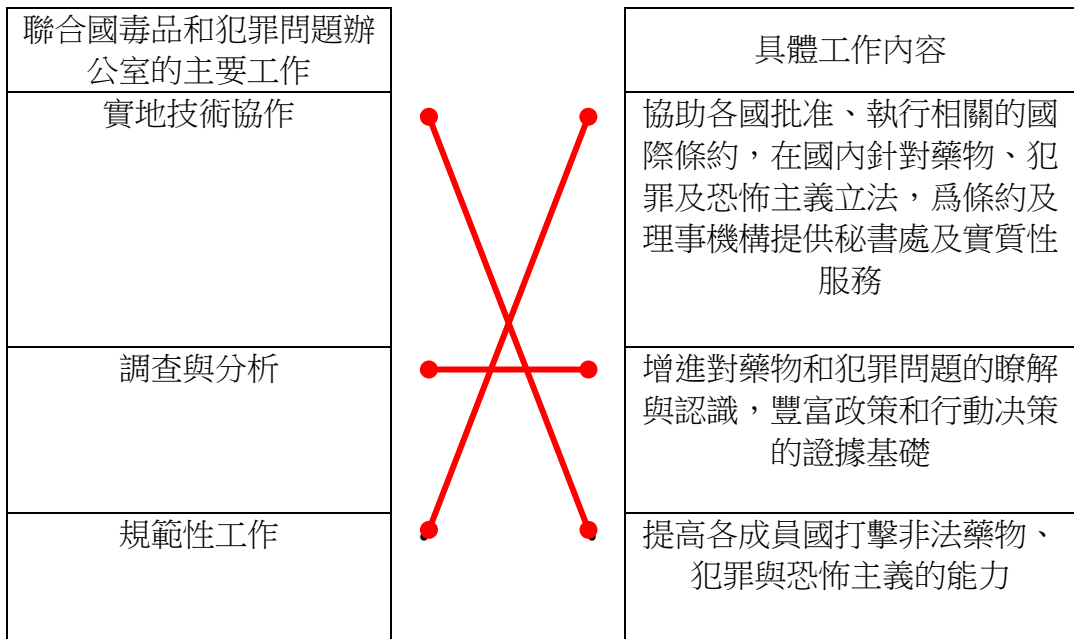 聯合國毒品和犯罪問題辦
公室的主要工作
具體工作內容
實地技術協作
協助各國批准、執行相關的國
際條約，在國內針對藥物、犯
罪及恐怖主義立法，爲條約及
理事機構提供秘書處及實質性
服務
調查與分析
增進對藥物和犯罪問題的瞭解
與認識，豐富政策和行動決策
的證據基礎
規範性工作
提高各成員國打擊非法藥物、
犯罪與恐怖主義的能力